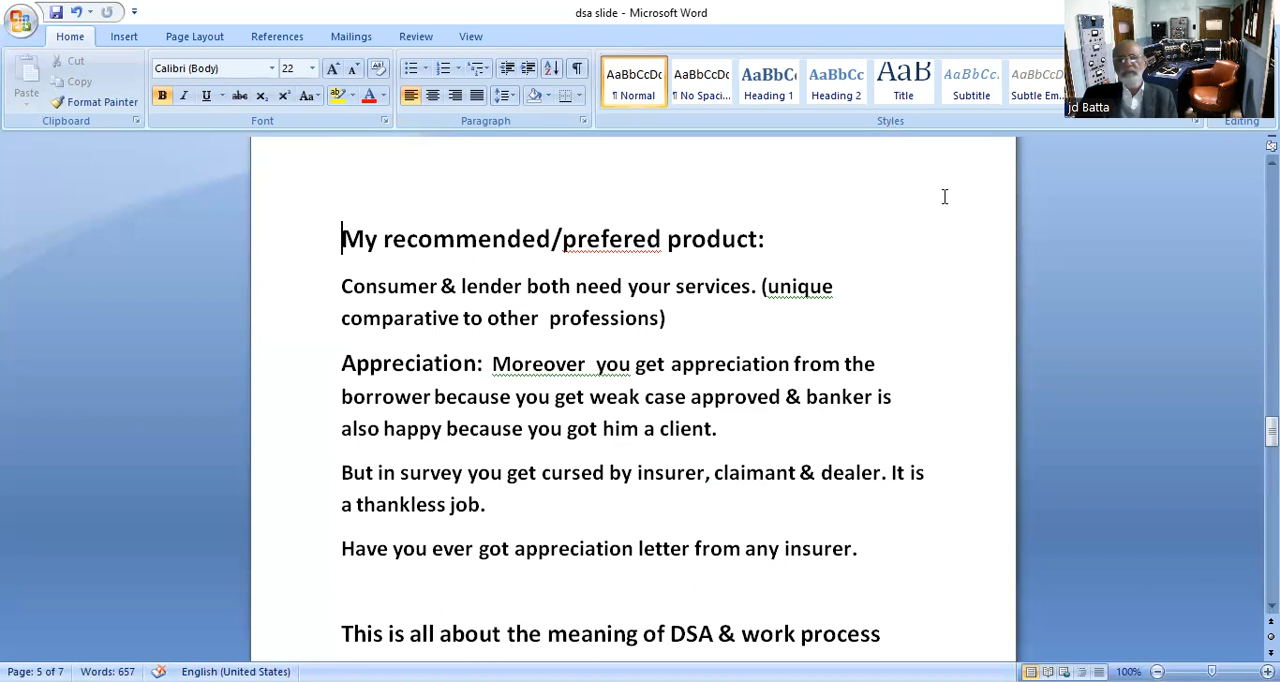 dsa slide - Microsoft Word
Home Insert Page Layout References Mailings Review View
Paste
Cut
Copy
Format Painter
Clipboard
Calibri (Body) 22
Font
Paragraph
AaBbCcDc AaBbCcDc AaBbC AaBbCc AaB AaBbCc. AaBbCcDc
¶ Normal ¶ No Spaci... Heading 1 Heading 2 Title Subtitle Subtle Em...
Styles
Editing
jd Batta
My recommended/prefered product:
Consumer & lender both need your services. (unique
comparative to other professions)
Appreciation: Moreover you get appreciation from the
borrower because you get weak case approved & banker is
also happy because you got him a client.
But in survey you get cursed by insurer, claimant & dealer. It is
a thankless job.
Have you ever got appreciation letter from any insurer.
This is all about the meaning of DSA & work process
Page: 5 of 7 Words: 657 English (United States) 100%